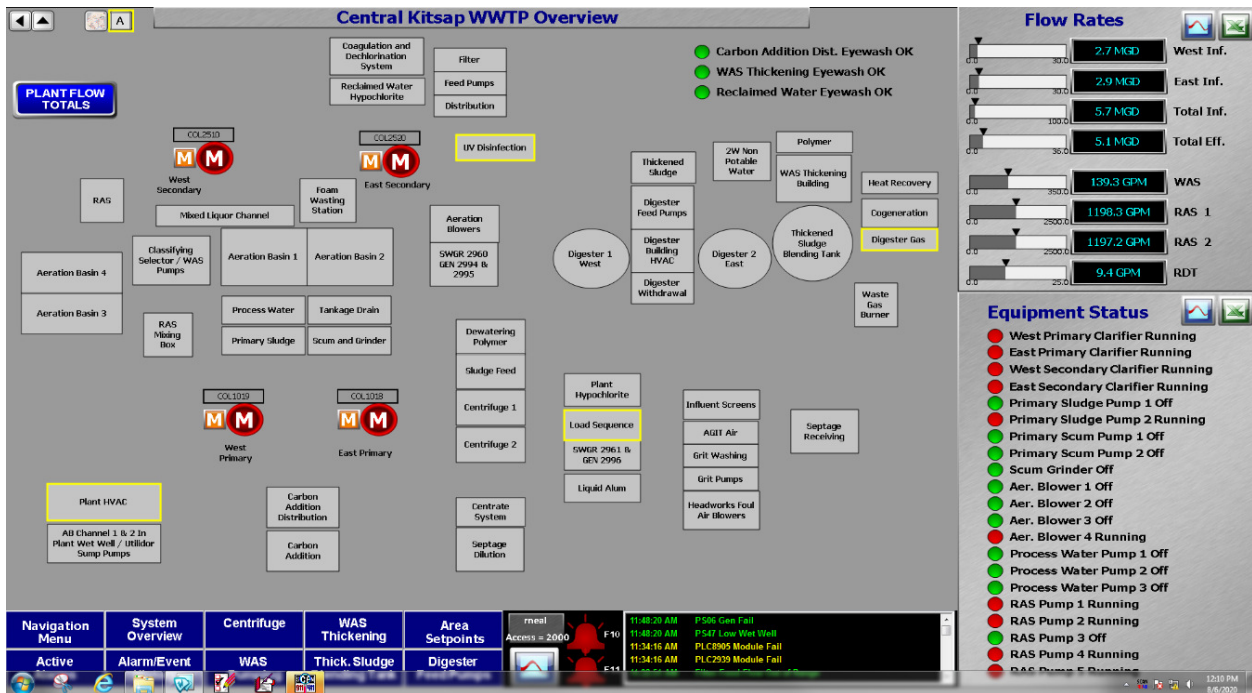 A
Central Kitsap WWTP Overview
PLANT FLOW
TOTALS
Coagulation and
Dechlorination
System
Reclaimed Water
Hypochlorite
Filter
Feed Pumps
Distribution
Carbon Addition Dist. Eyewash OK
WAS Thickening Eyewash OK
Reclaimed Water Eyewash OK
COL2510
M M
West
Secondary
COL2520
M M
East Secondary
UV Disinfection
RAS
Mixed Liquor Channel
Foam
Wasting
Station
Aeration
Blowers
SWGR 2960
GEN 2994 &
2995
Aeration Basin 4
Aeration Basin 3
Classifying
Selector / WAS
Pumps
Aeration Basin 1
Aeration Basin 2
RAS
Mixing
Box
Process Water
Tankage Drain
Primary Sludge
Scum and Grinder
Thickened
Sludge
Digester
Feed Pumps
Digester
Building
HVAC
Digester
Withdrawal
2W Non
Potable
Water
Polymer
WAS Thickening
Building
Heat Recovery
Cogeneration
Digester Gas
Digester 1
West
Digester 2
East
Thickened
Sludge
Blending Tank
Waste
Gas
Burner
Dewatering
Polymer
Sludge Feed
Centrifuge 1
Centrifuge 2
COL1019
M M
West
Primary
COL1018
M M
East Primary
Plant
Hypochlorite
Load Sequence
SWGR 2961 &
GEN 2996
Liquid Alum
Influent Screens
AGIT Air
Grit Washing
Grit Pumps
Headworks Foul
Air Blowers
Septage
Receiving
Plant HVAC
AB Channel 1 & 2 In
Plant Wet Well / Utilidor
Sump Pumps
Carbon
Addition
Distribution
Carbon
Addition
Centrate
System
Septage
Dilution
Flow Rates
0.0 30.0 2.7 MGD West Inf.
0.0 30.0 2.9 MGD East Inf.
0.0 100.0 5.7 MGD Total Inf.
0.0 36.0 5.1 MGD Total Eff.
0.0 350.0 139.3 GPM WAS
0.0 2500.0 1198.3 GPM RAS 1
0.0 2500.0 1197.2 GPM RAS 2
0.0 25.0 9.4 GPM RDT
Equipment Status
West Primary Clarifier Running
East Primary Clarifier Running
West Secondary Clarifier Running
East Secondary Clarifier Running
Primary Sludge Pump 1 Off
Primary Sludge Pump 2 Running
Primary Scum Pump 1 Off
Primary Scum Pump 2 Off
Scum Grinder Off
Aer. Blower 1 Off
Aer. Blower 2 Off
Aer. Blower 3 Off
Aer. Blower 4 Running
Process Water Pump 1 Off
Process Water Pump 2 Off
Process Water Pump 3 Off
RAS Pump 1 Running
RAS Pump 2 Running
RAS Pump 3 Off
RAS Pump 4 Running
RAS Pump 5 Running
Navigation
Menu
System
Overview
Centrifuge
WAS
Thickening
Area
Setpoints
Active
Alarm/Event
WAS
Thick. Sludge
Digester
Feed Pumps
rneal
Access = 2000
F10
F11
11:48:20 AM PS06 Gen Fail
11:48:20 AM PS47 Low Wet Well
11:34:16 AM PLC8905 Module Fail
11:34:16 AM PLC2939 Module Fail
12:10 PM
8/6/2020